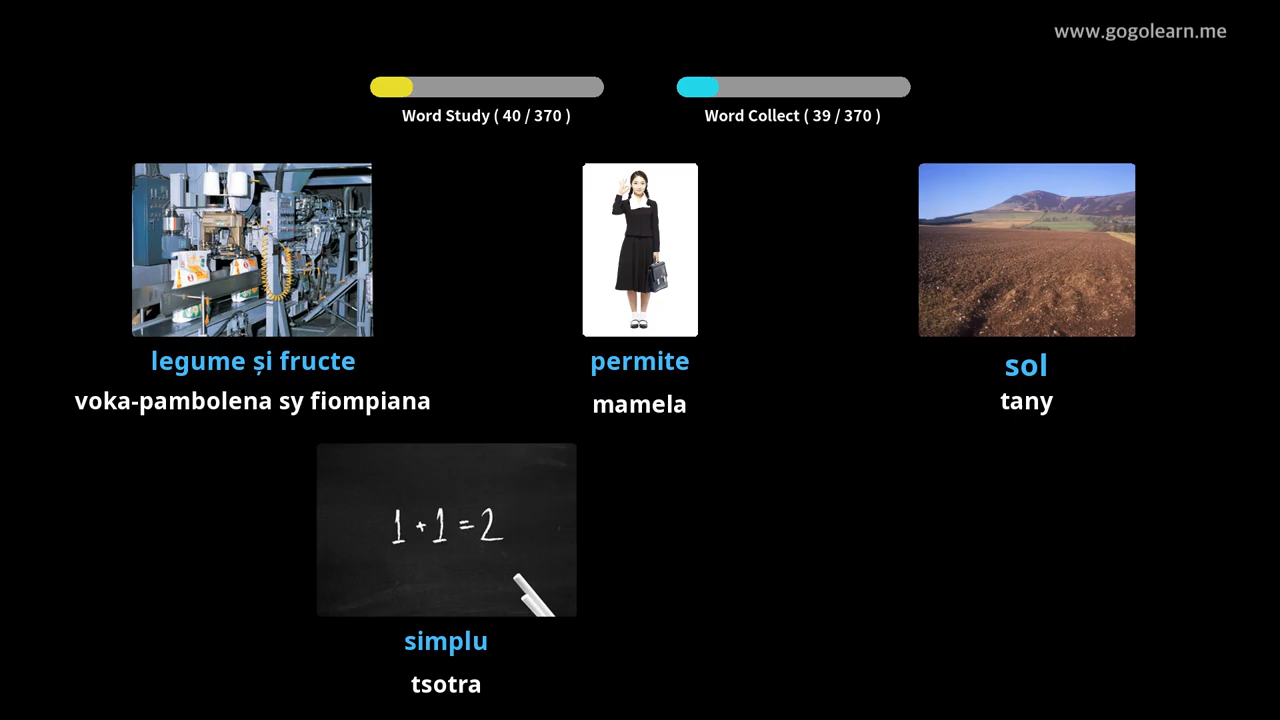 www.gogolearn.me
Word Study ( 40 / 370 )
Word Collect ( 39 / 370 )
legume și fructe
voka-pambolena sy fiompiana
permite
mamela
sol
tany
1 + 1 = 2
simplu
tsotra